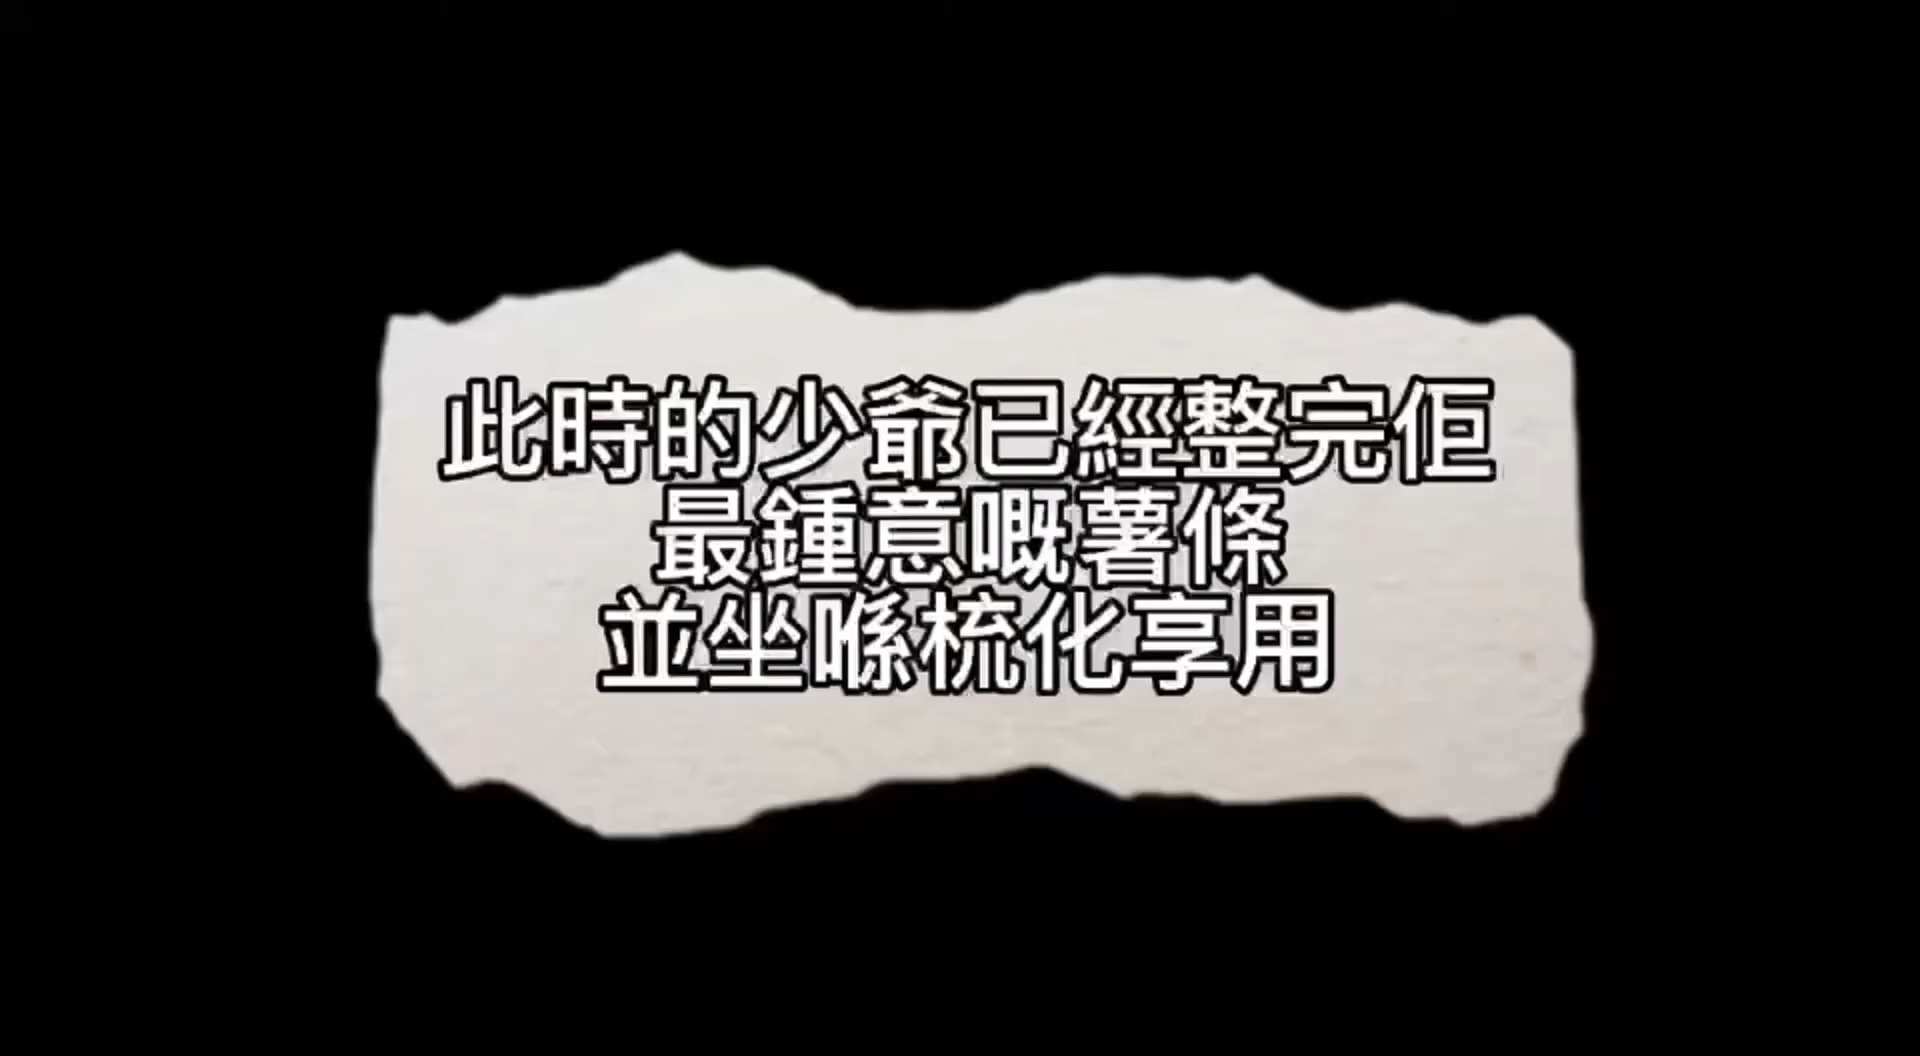 此時的少爺已經整完佢
最鍾意嘅薯條
並坐喺梳化享用